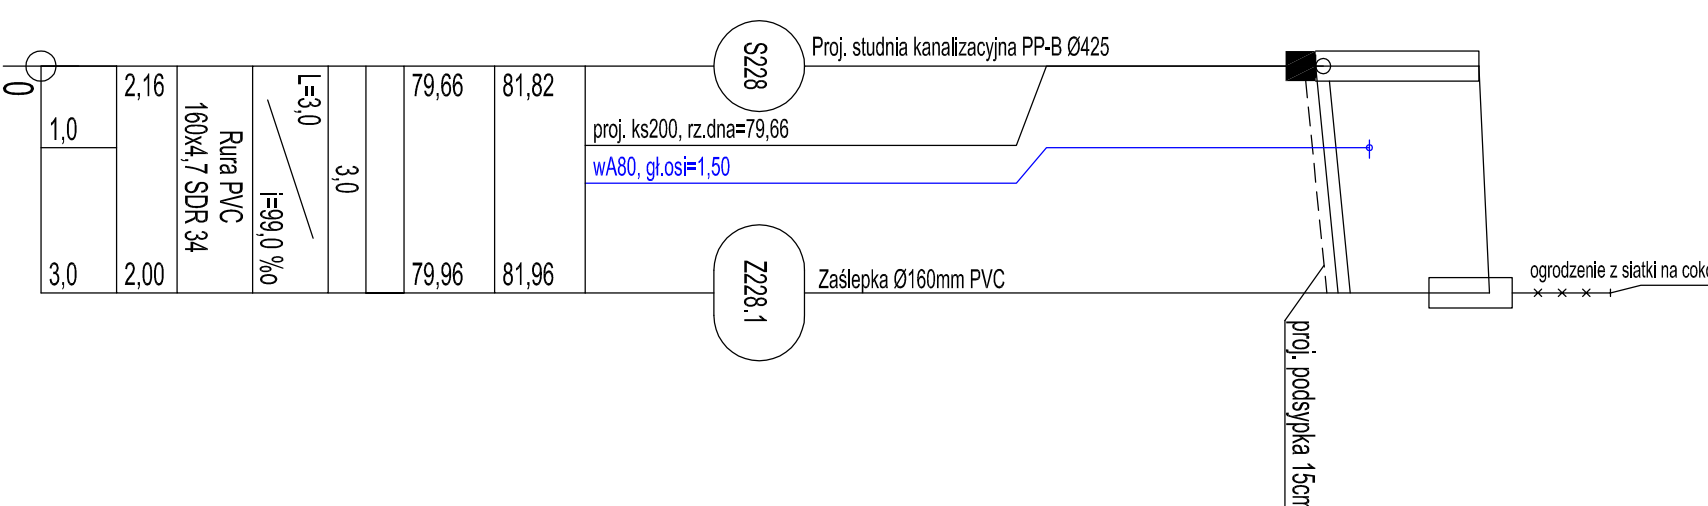 S228
Proj. studnia kanalizacyjna PP-B Ø425
0
2,16
79,66
81,82
1,0
Rura PVC
160x4,7 SDR 34
L=3,0
i=99,0 ‰
3,0
proj. ks200, rz.dna=79,66
wA80, gł.osi=1,50
3,0
2,00
79,96
81,96
Z228.1
Zaślepka Ø160mm PVC
ogrodzenie z siatki na coko
proj. podsypka 15cm